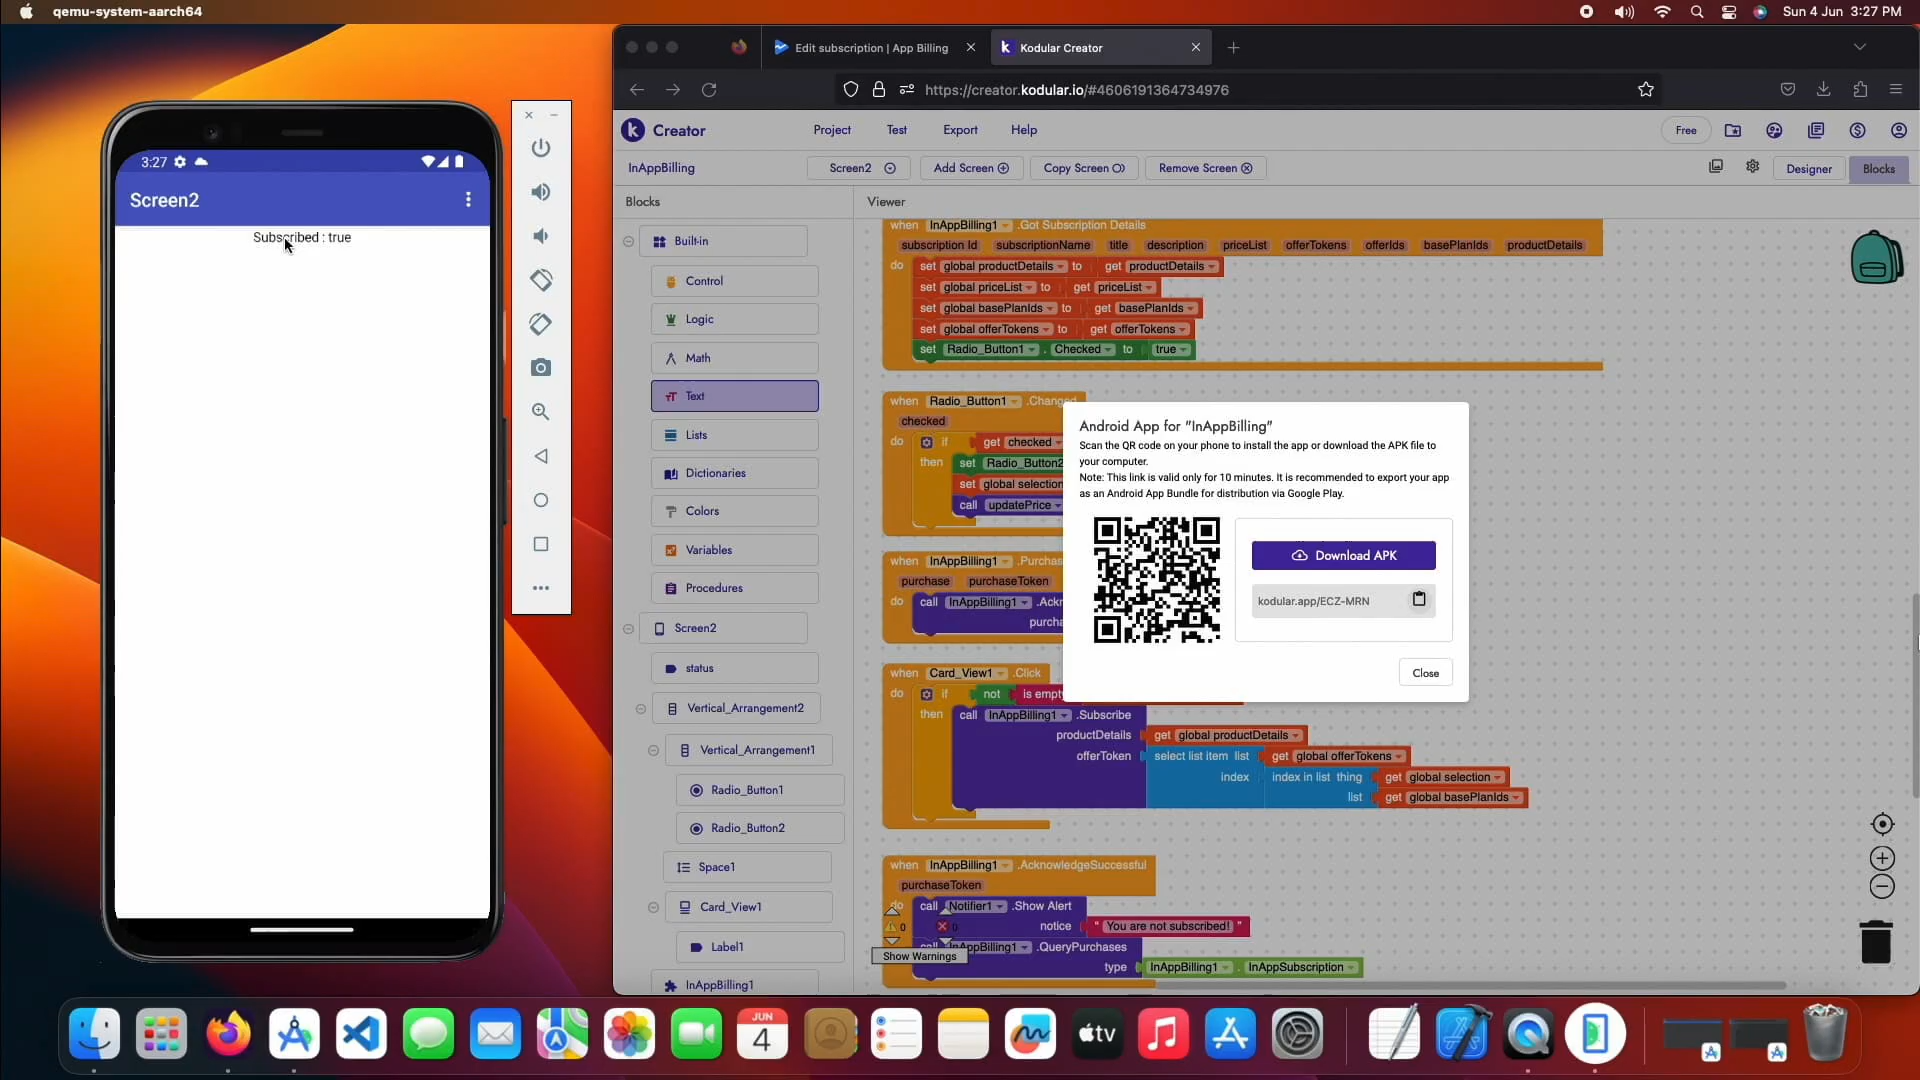 qemu-system-aarch64
Sun 4 Jun 3:27 PM
Edit subscription | App Billing
Kodular Creator
https://creator.kodular.io/#4606191364734976
Creator
Project
Test
Export
Help
Free
InAppBilling
Screen2
Add Screen
Copy Screen
Remove Screen
Designer
Blocks
Blocks
Viewer
3:27
Screen2
Subscribed : true
Built-in
Control
Logic
Math
Text
Lists
Dictionaries
Colors
Variables
Procedures
Screen2
status
Vertical_Arrangement2
Vertical_Arrangement1
Radio_Button1
Radio_Button2
Space1
Card_View1
Label1
InAppBilling1
when InAppBilling1 .Got Subscription Details
subscription Id subscriptionName title description priceList offerTokens offerIds basePlanIds productDetails
do set global productDetails to get productDetails
set global priceList to get priceList
set global basePlanIds to get basePlanIds
set global offerTokens to get offerTokens
set Radio_Button1 . Checked to true
when Radio_Button1 .Changed
checked
do if get checked
then set Radio_Button2
set global selection
call updatePrice
when InAppBilling1 .Purchas
purchase purchaseToken
do call InAppBilling1 .Ackn
purcha
when Card_View1 .Click
do if not is empty
then call InAppBilling1 .Subscribe
productDetails get global productDetails
offerToken select list item list get global offerTokens
index index in list thing get global selection
list get global basePlanIds
when InAppBilling1 .AcknowledgeSuccessful
purchaseToken
do call Notifier1 .Show Alert
notice " You are not subscribed! "
call InAppBilling1 .QueryPurchases
type InAppBilling1 . InAppSubscription
0
0
Show Warnings
Android App for "InAppBilling"
Scan the QR code on your phone to install the app or download the APK file to
your computer.
Note: This link is valid only for 10 minutes. It is recommended to export your app
as an Android App Bundle for distribution via Google Play.
Download APK
kodular.app/ECZ-MRN
Close
JUN
4
tv